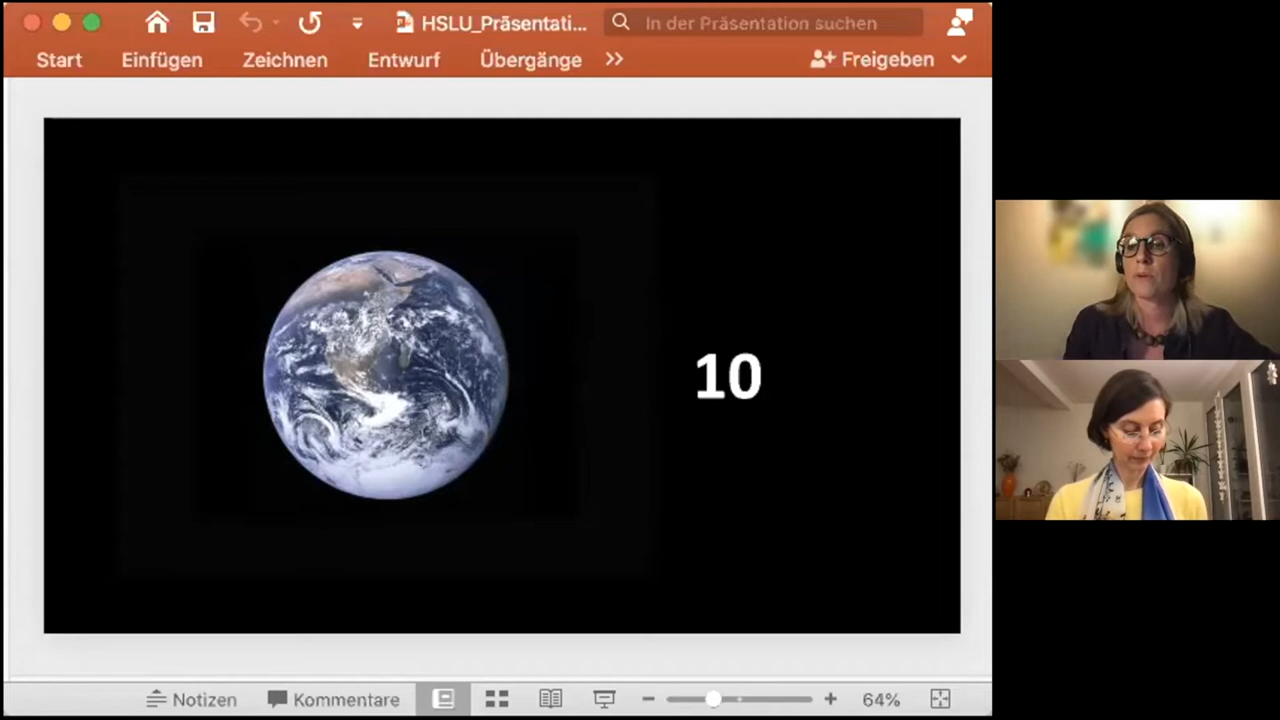 HSLU_Präsentati...
In der Präsentation suchen
Start
Einfügen
Zeichnen
Entwurf
Übergänge
Freigeben
10
Notizen
Kommentare
64%